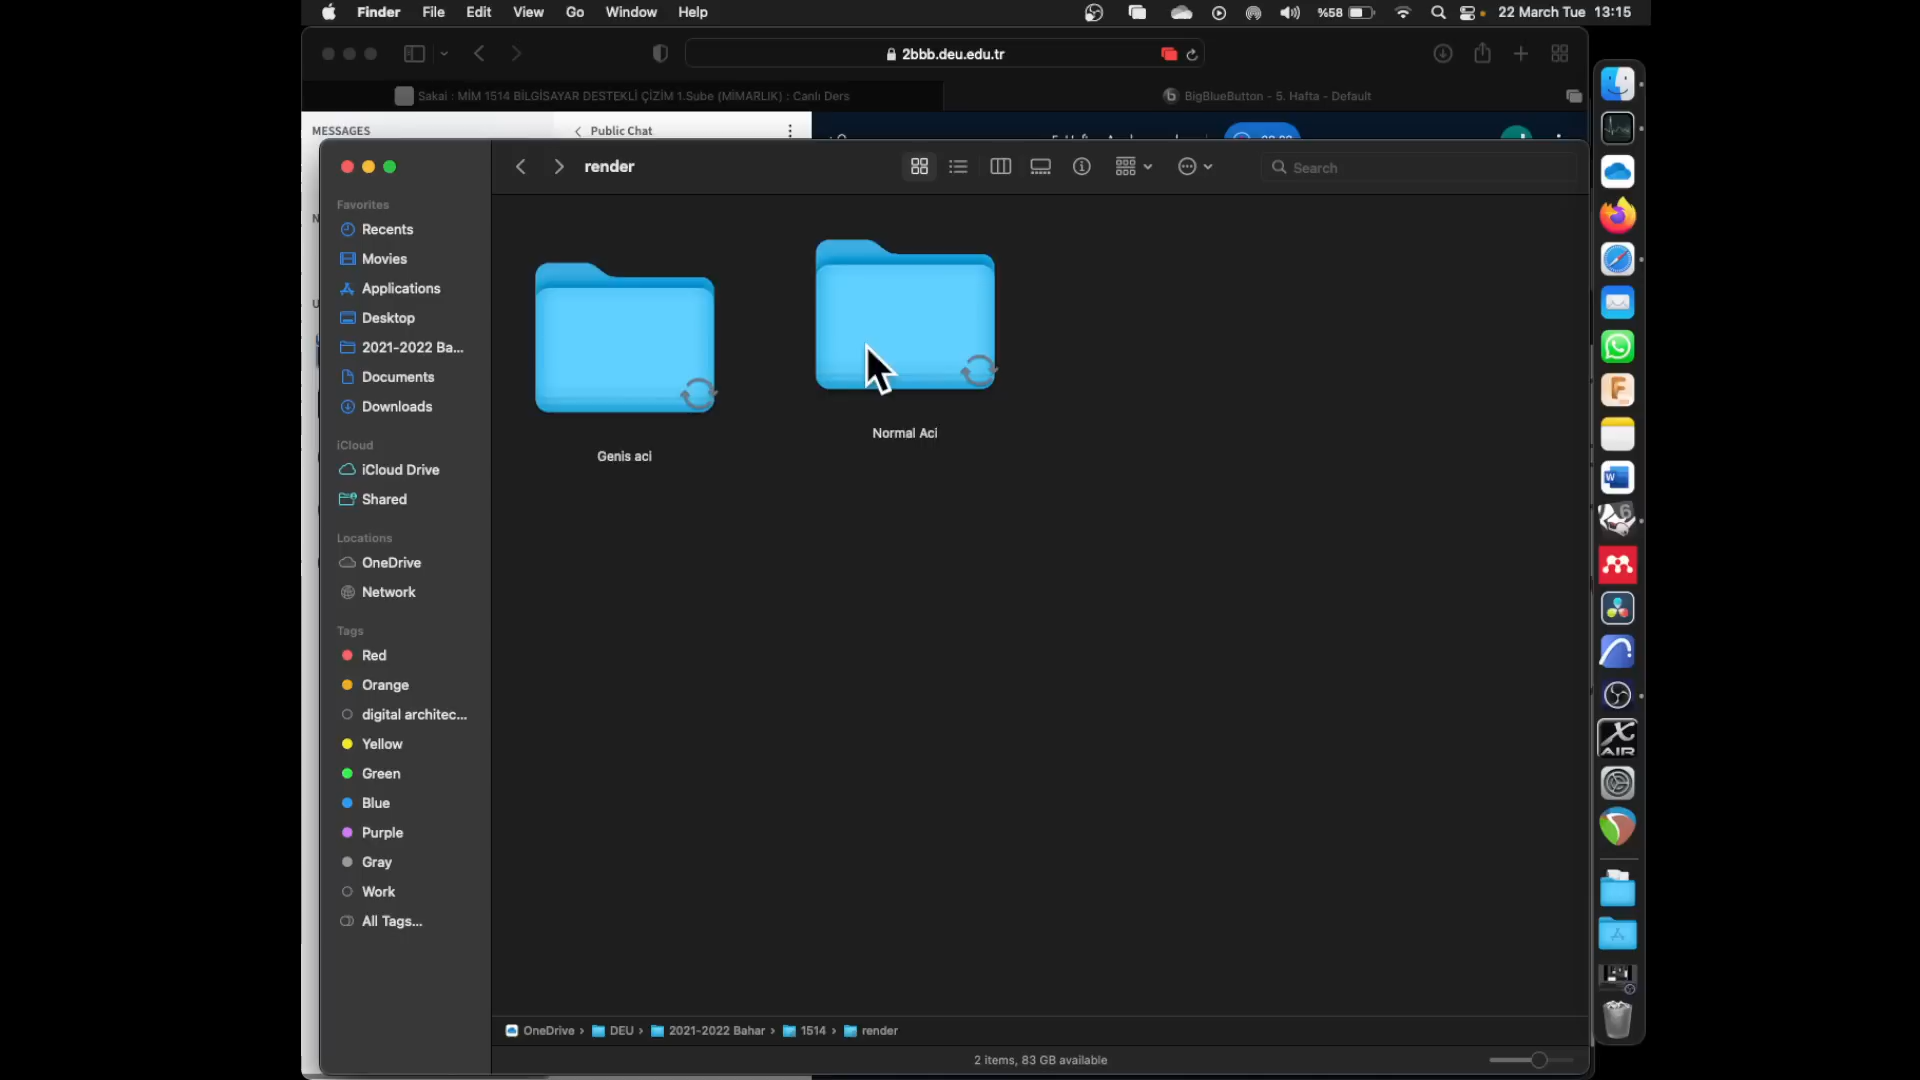 Finder File Edit View Go Window Help %58 22 March Tue 13:15
2bbb.deu.edu.tr
Sakai : MİM 1514 BİLGİSAYAR DESTEKLİ ÇİZİM 1.Sube (MİMARLIK) : Canlı Ders
BigBlueButton - 5. Hafta - Default
MESSAGES
Public Chat
render
Search
Favorites
Recents
Movies
Applications
Desktop
2021-2022 Ba...
Documents
Downloads
iCloud
iCloud Drive
Shared
Locations
OneDrive
Network
Tags
Red
Orange
digital architec...
Yellow
Green
Blue
Purple
Gray
Work
All Tags...
Normal Aci
Genis aci
OneDrive › DEU › 2021-2022 Bahar › 1514 › render
2 items, 83 GB available
F
W
6
X
AIR